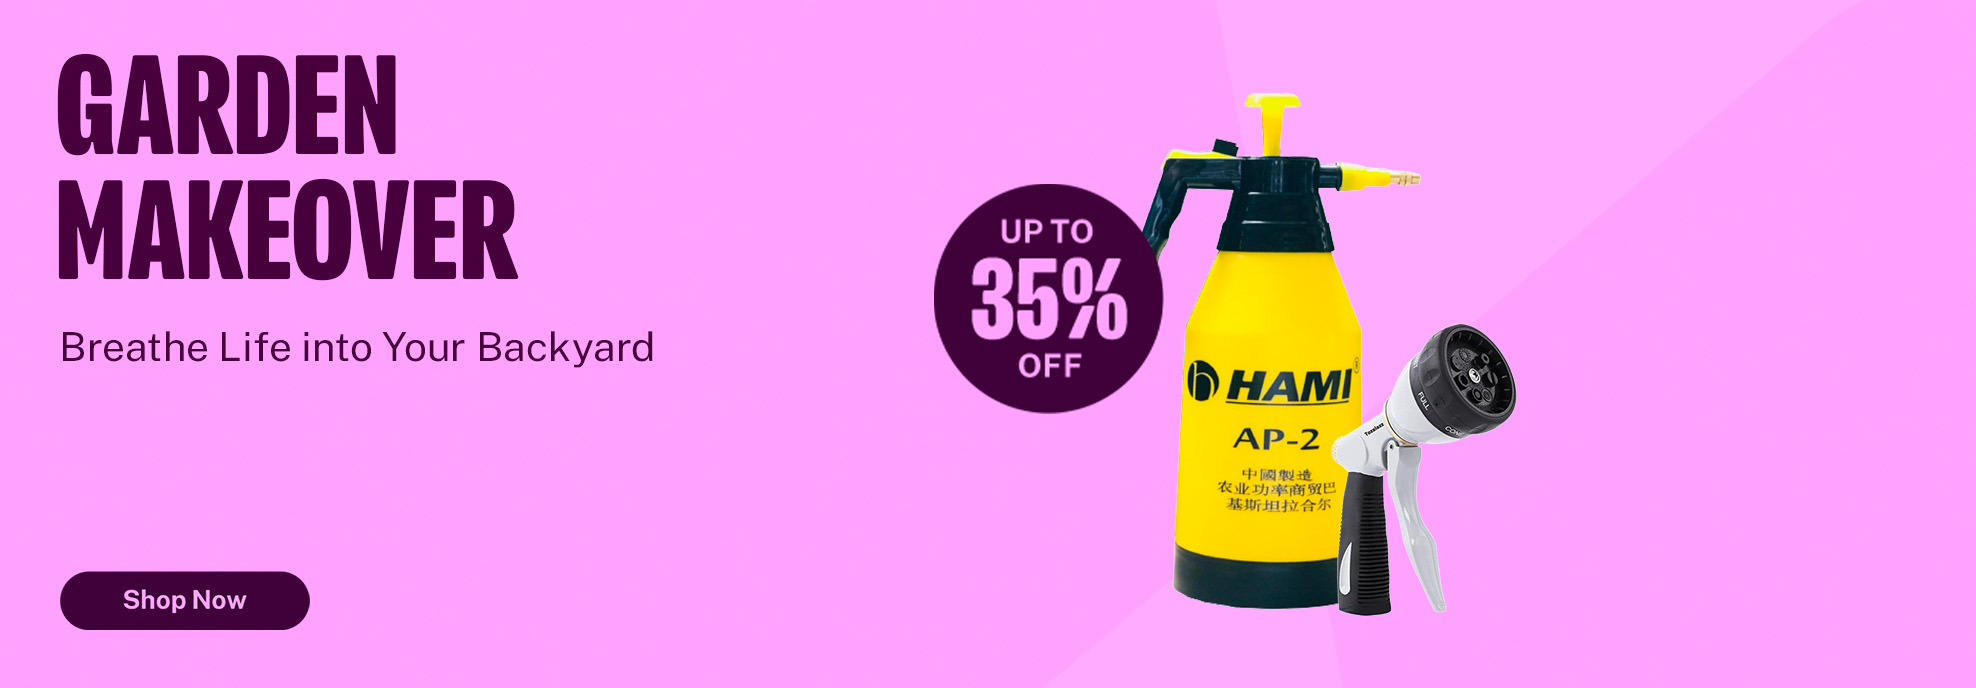 GARDEN
MAKEOVER
Breathe Life into Your Backyard
Shop Now
UP TO
35%
OFF
HAMI
AP-2
中國製造
农业功率商贸巴
基斯坦拉合尔
FULL